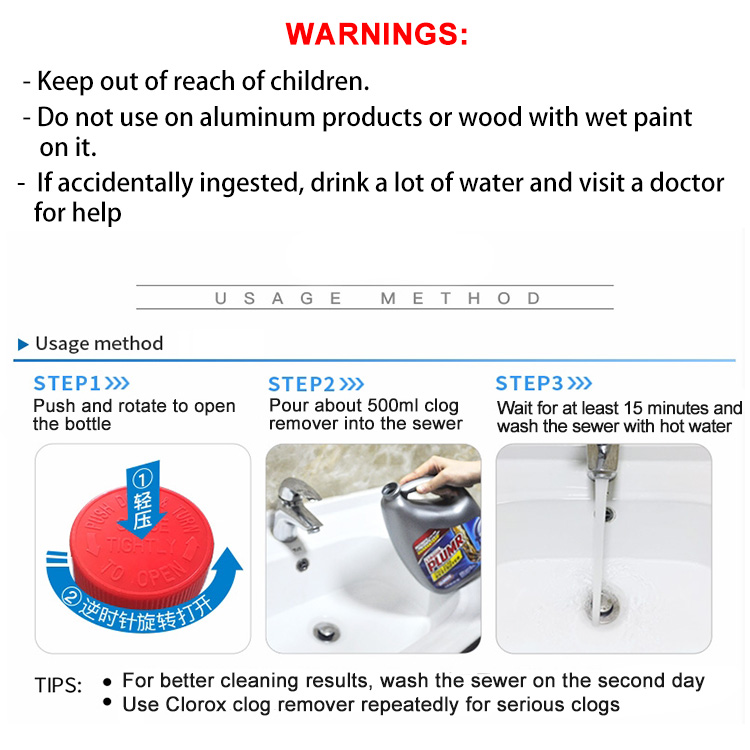 WARNINGS:
- Keep out of reach of children.
- Do not use on aluminum products or wood with wet paint
on it.
- If accidentally ingested, drink a lot of water and visit a doctor
for help
USAGE METHOD
Usage method
STEP1
Push and rotate to open
the bottle
STEP2
Pour about 500ml clog
remover into the sewer
STEP3
Wait for at least 15 minutes and
wash the sewer with hot water
① 轻压
TIGHTLY
TO OPEN
② 逆时针旋转打开
PLUMR
TIPS:
• For better cleaning results, wash the sewer on the second day
• Use Clorox clog remover repeatedly for serious clogs